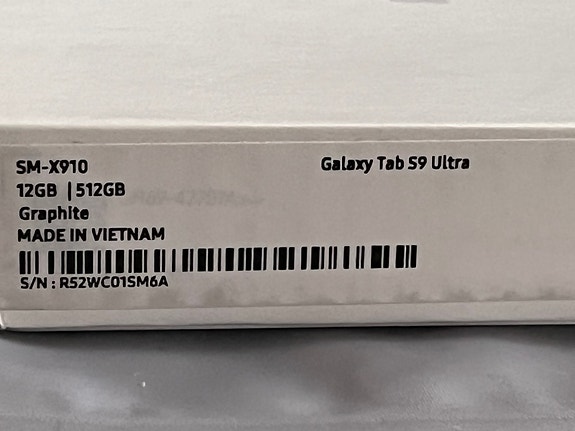 SM-X910
Galaxy Tab S9 Ultra
12GB | 512GB
Graphite
MADE IN VIETNAM
S/N : R52WC01SM6A